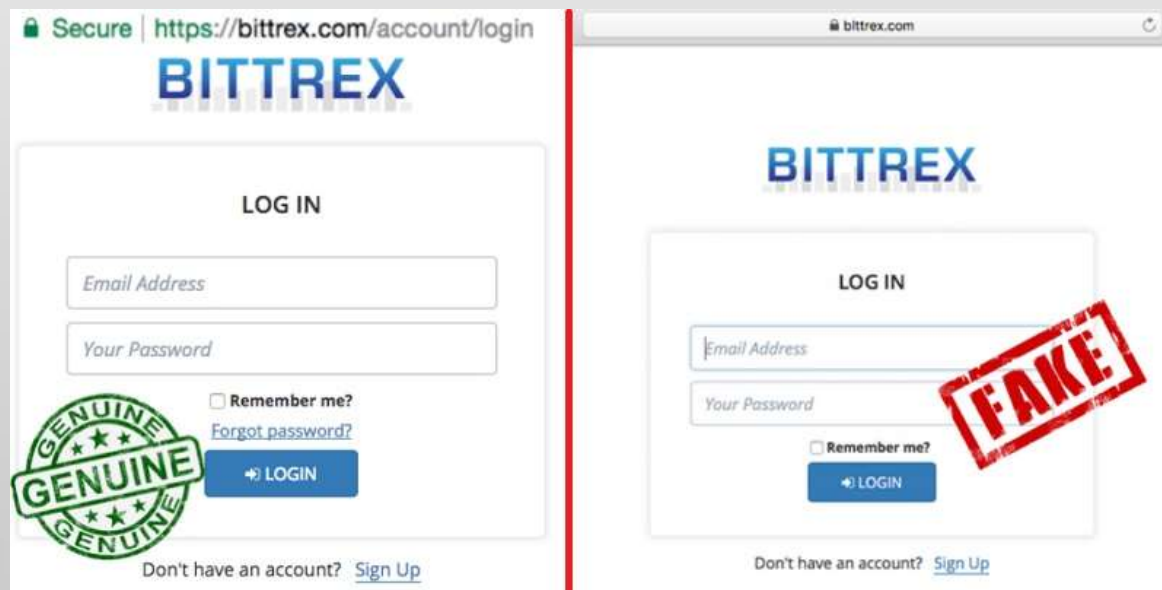 Secure | https://bittrex.com/account/login
BITTREX
LOG IN
Email Address
Your Password
Remember me?
Forgot password?
LOGIN
Don't have an account? Sign Up
GENUINE
GENUINE
GENUINE
blttrex.com
BITTREX
LOG IN
Email Address
Your Password
Remember me?
LOGIN
Don't have an account? Sign Up
FAKE